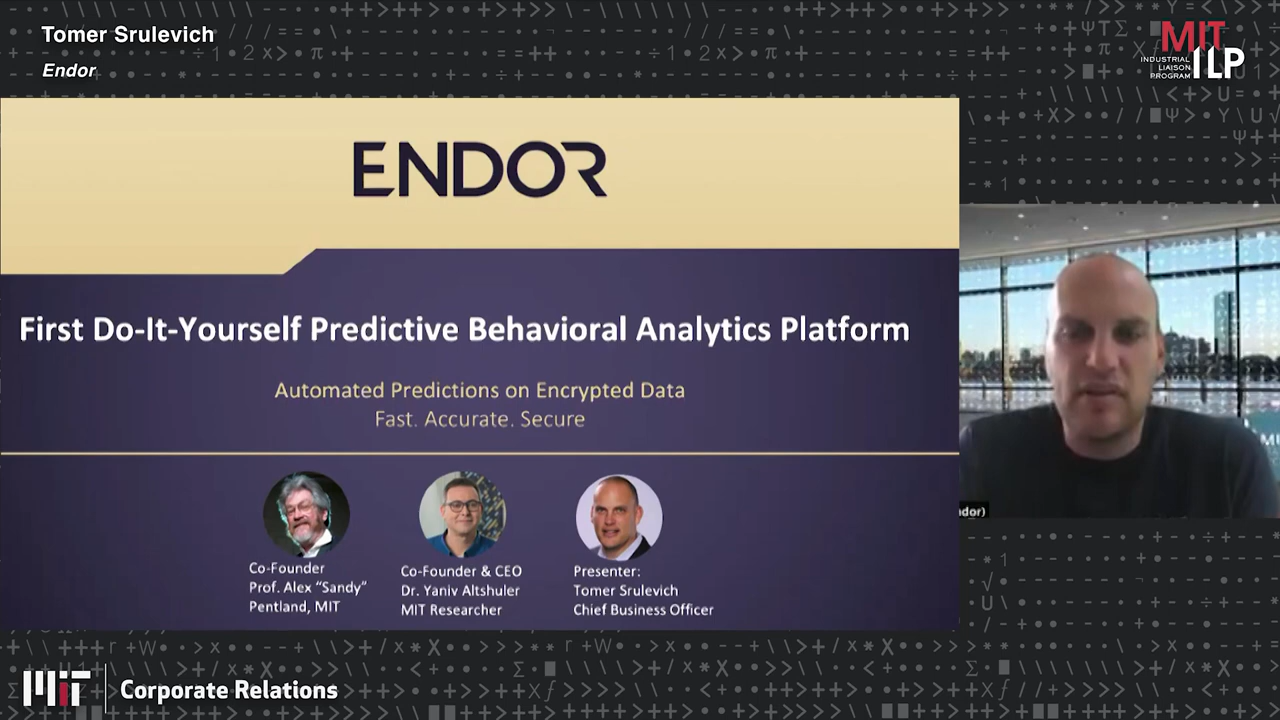 Tomer Srulevich
Endor
MIT
INDUSTRIAL
LIAISON
PROGRAM
ILP
ENDOR
First Do-It-Yourself Predictive Behavioral Analytics Platform
Automated Predictions on Encrypted Data
Fast. Accurate. Secure
Co-Founder
Prof. Alex “Sandy”
Pentland, MIT
Co-Founder & CEO
Dr. Yaniv Altshuler
MIT Researcher
Presenter:
Tomer Srulevich
Chief Business Officer
ndor)
MIT
Corporate Relations